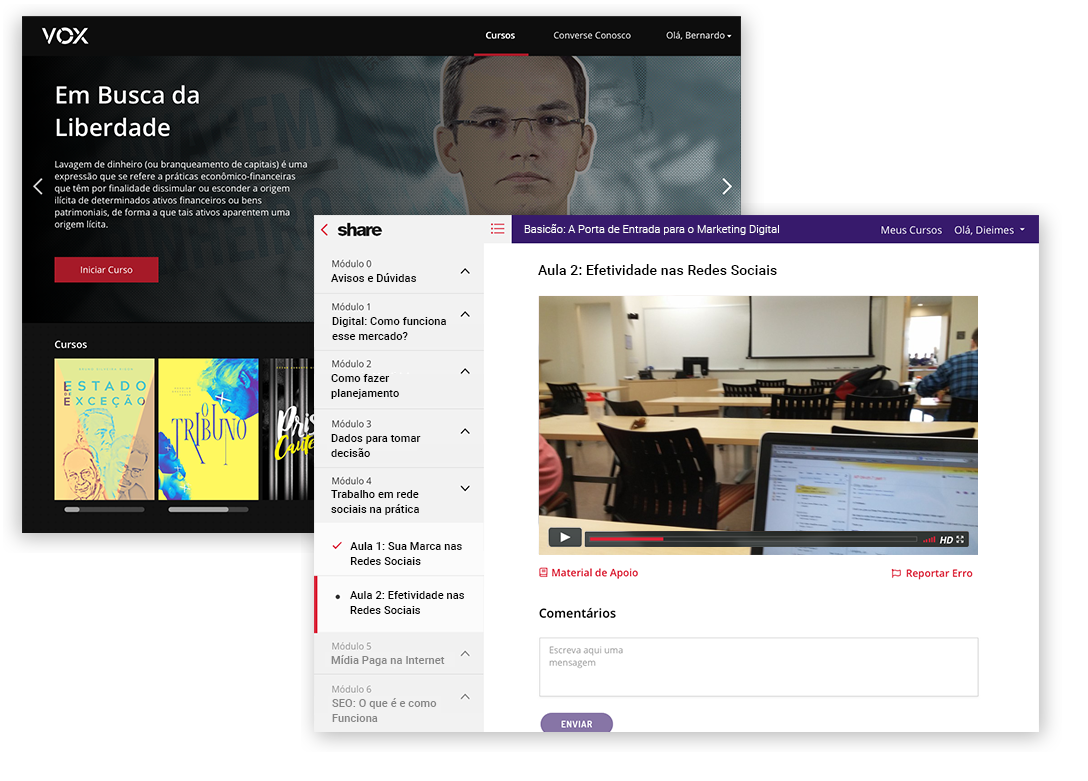 VOX
Cursos
Converse Conosco
Olá, Bernardo
Em Busca da
Liberdade
Lavagem de dinheiro (ou branqueamento de capitais) é uma
expressão que se refere a práticas econômico-financeiras
que têm por finalidade dissimular ou esconder a origem
ilícita de determinados ativos financeiros ou bens
patrimoniais, de forma a que tais ativos aparentem uma
origem lícita.
Iniciar Curso
Cursos
ESTADO
DE
EXCEÇÃO
O
TRIBUNO
share
Módulo 0
Avisos e Dúvidas
Módulo 1
Digital: Como funciona
esse mercado?
Módulo 2
Como fazer
planejamento
Módulo 3
Dados para tomar
decisão
Módulo 4
Trabalho em rede
sociais na prática
Aula 1: Sua Marca nas
Redes Sociais
Aula 2: Efetividade nas
Redes Sociais
Módulo 5
Mídia Paga na Internet
Módulo 6
SEO: O que é e como
Funciona
Basicão: A Porta de Entrada para o Marketing Digital
Meus Cursos
Olá, Dieimes
Aula 2: Efetividade nas Redes Sociais
HD
Material de Apoio
Reportar Erro
Comentários
Escreva aqui uma
mensagem
ENVIAR